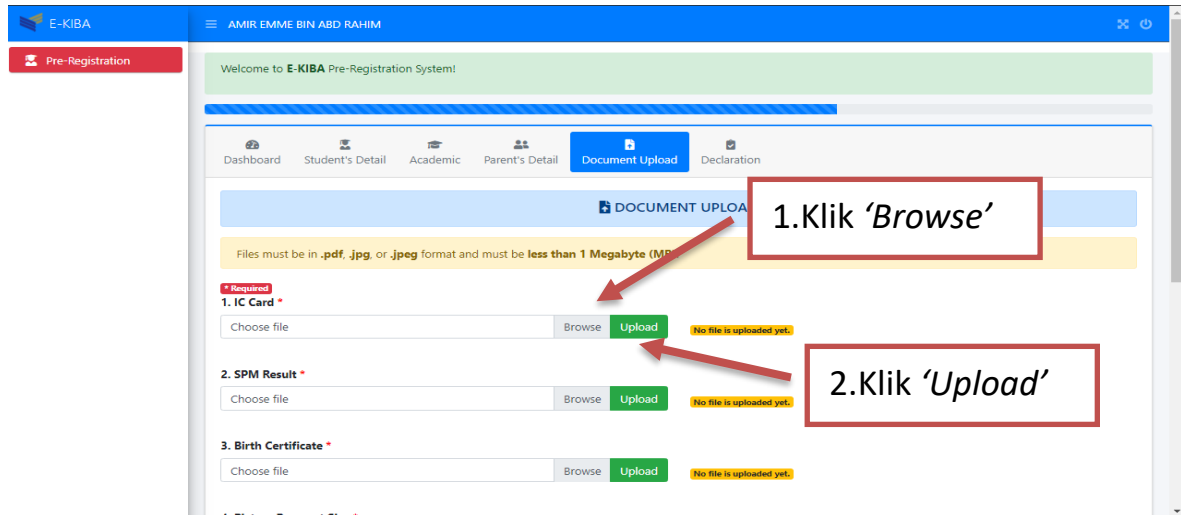 E-KIBA
AMIR EMME BIN ABD RAHIM
Pre-Registration
Welcome to E-KIBA Pre-Registration System!
Dashboard
Student's Detail
Academic
Parent's Detail
Document Upload
Declaration
DOCUMENT UPLOA
1.Klik ‘Browse’
Files must be in .pdf, .jpg, or .jpeg format and must be less than 1 Megabyte (MB
* Required
1. IC Card *
Choose file
Browse
Upload
No file is uploaded yet.
2.Klik ‘Upload’
2. SPM Result *
Choose file
Browse
Upload
No file is uploaded yet.
3. Birth Certificate *
Choose file
Browse
Upload
No file is uploaded yet.